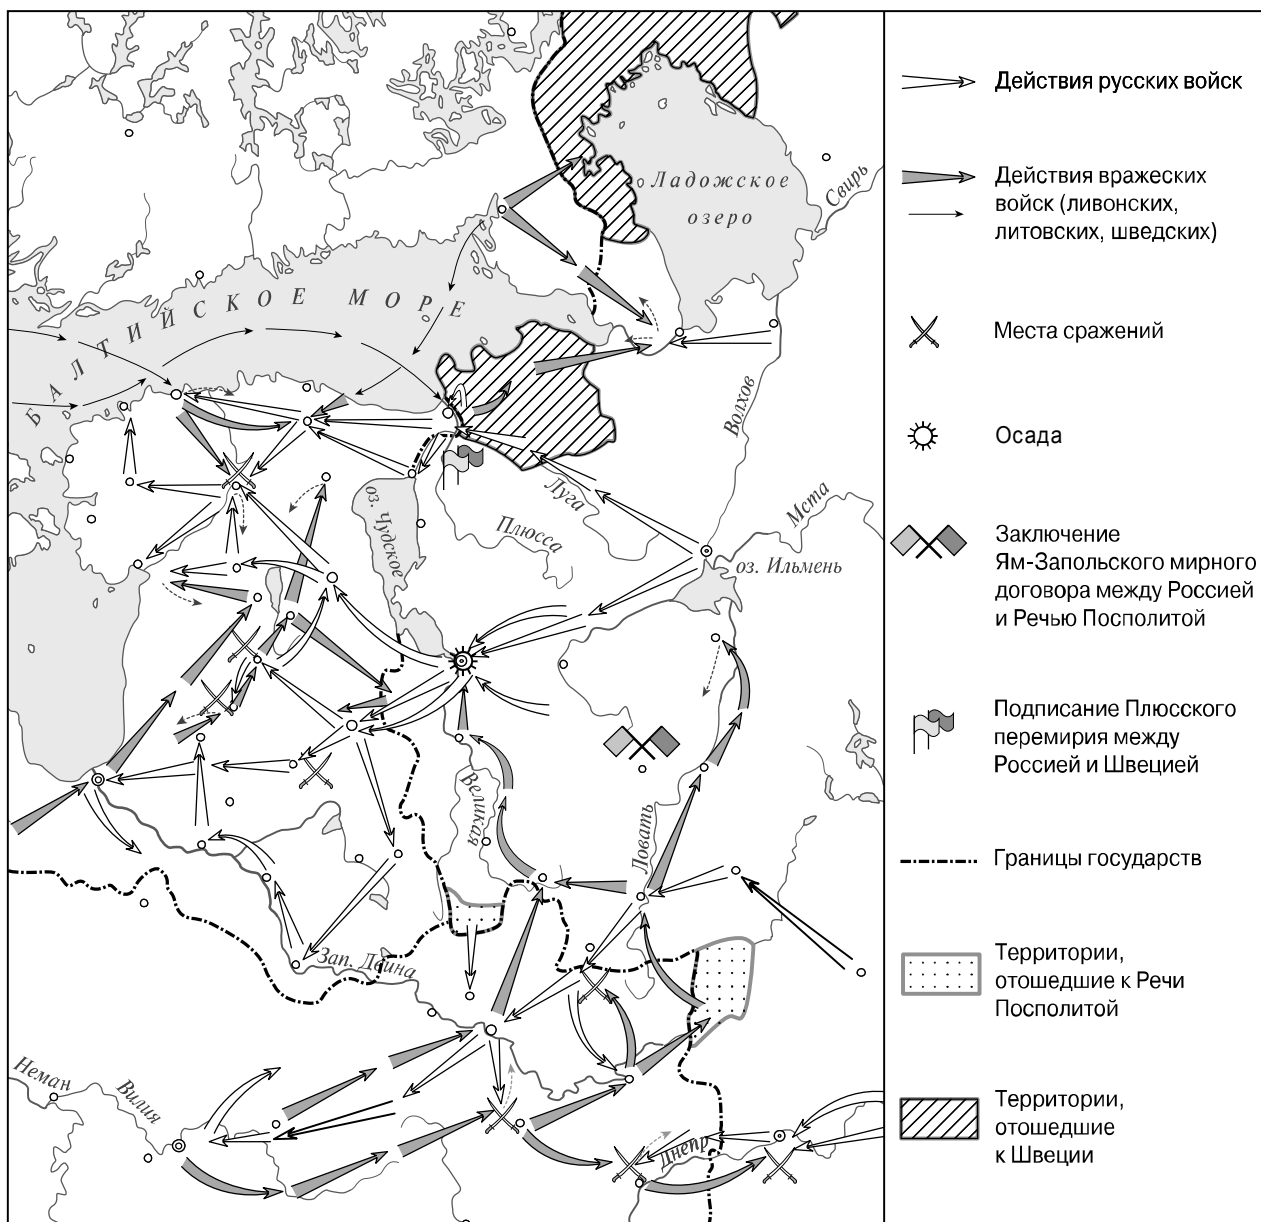 Ладожское
озеро
Свирь
БАЛТИЙСКОЕ МОРЕ
Волхов
Луга
Мста
оз. Чудское
Плюсса
оз. Ильмень
Великая
Ловать
Зап. Двина
Неман
Вилия
Днепр
Действия русских войск
Действия вражеских
войск (ливонских,
литовских, шведских)
Места сражений
Осада
Заключение
Ям-Запольского мирного
договора между Россией
и Речью Посполитой
Подписание Плюсского
перемирия между
Россией и Швецией
Границы государств
Территории,
отошедшие к Речи
Посполитой
Территории,
отошедшие
к Швеции